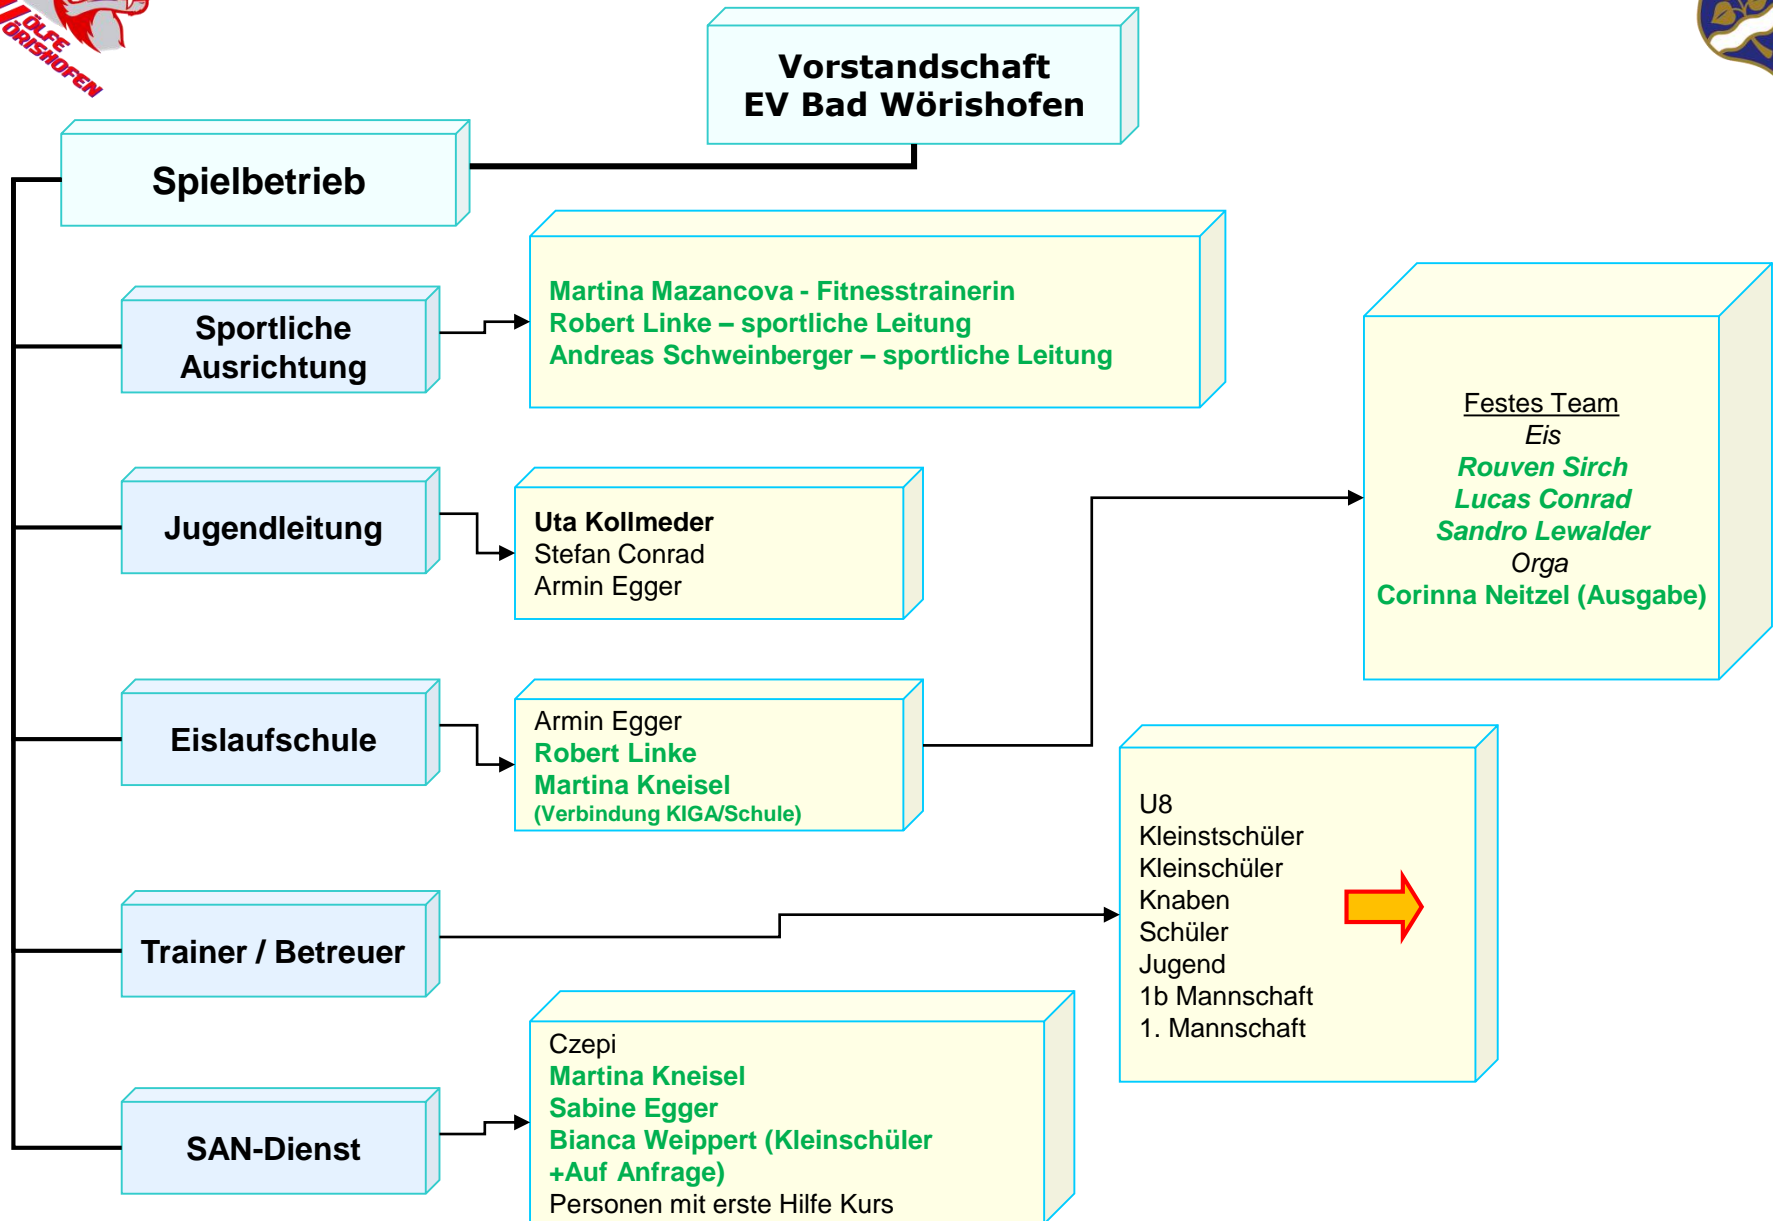 ÖLFE
ÖRISHOFEN
Vorstandschaft
EV Bad Wörishofen
Spielbetrieb
Sportliche
Ausrichtung
Martina Mazancova - Fitnesstrainerin
Robert Linke – sportliche Leitung
Andreas Schweinberger – sportliche Leitung
Jugendleitung
Uta Kollmeder
Stefan Conrad
Armin Egger
Festes Team
Eis
Rouven Sirch
Lucas Conrad
Sandro Lewalder
Orga
Corinna Neitzel (Ausgabe)
Eislaufschule
Armin Egger
Robert Linke
Martina Kneisel
(Verbindung KIGA/Schule)
Trainer / Betreuer
U8
Kleinstschüler
Kleinschüler
Knaben
Schüler
Jugend
1b Mannschaft
1. Mannschaft
SAN-Dienst
Czepi
Martina Kneisel
Sabine Egger
Bianca Weippert (Kleinschüler
+Auf Anfrage)
Personen mit erste Hilfe Kurs